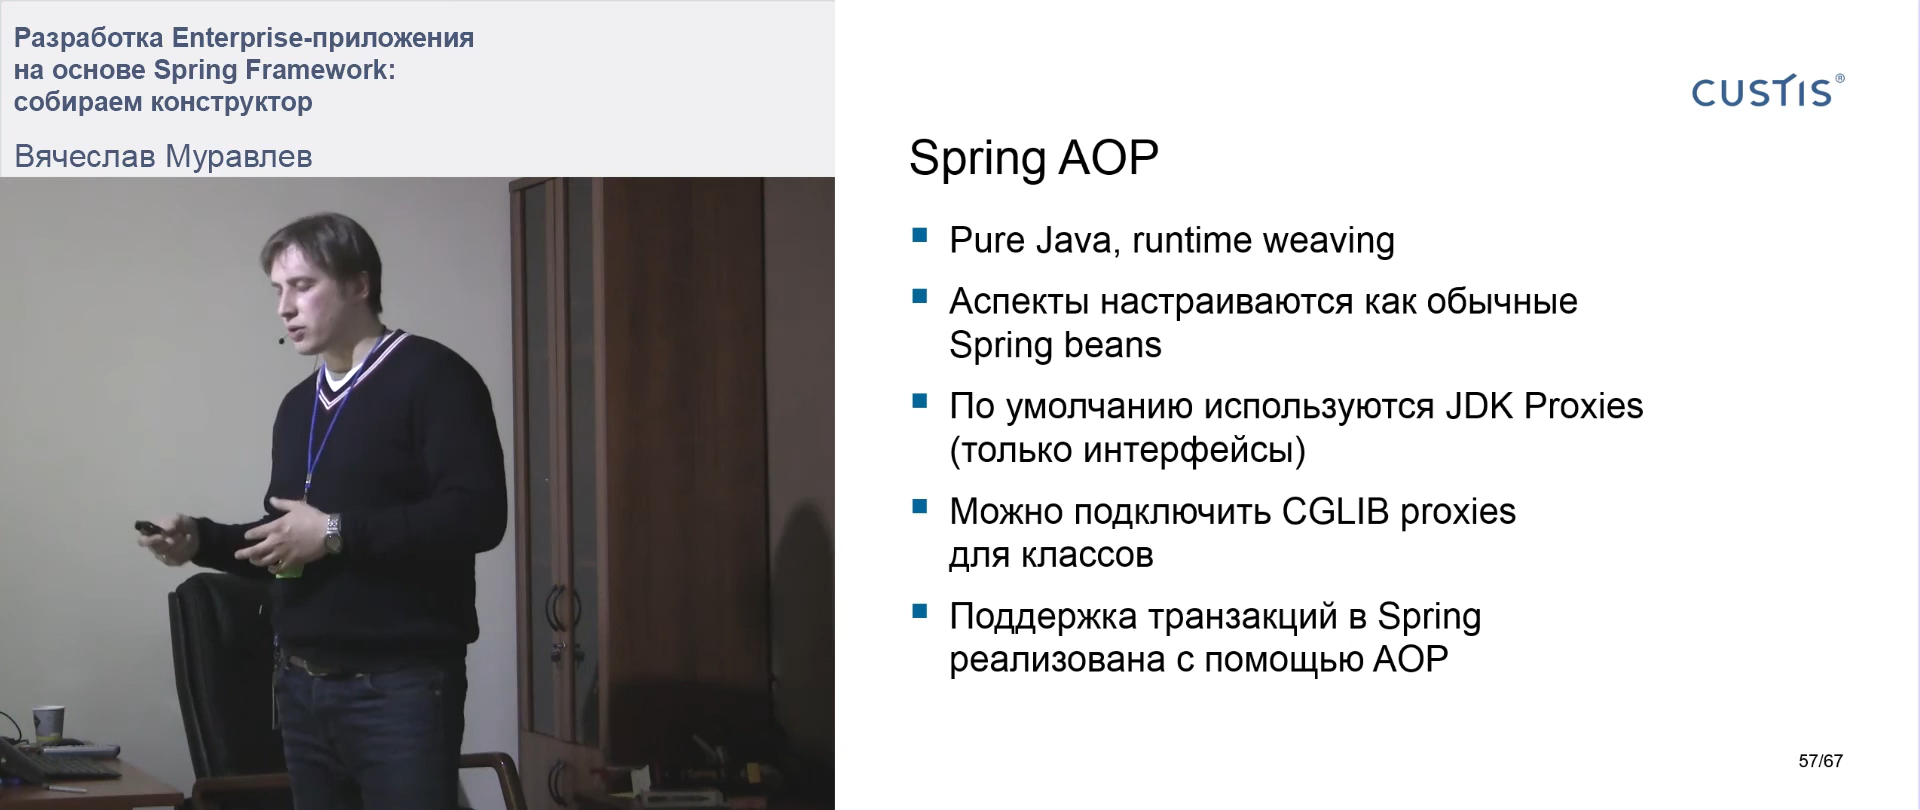 Разработка Enterprise-приложения
на основе Spring Framework:
собираем конструктор
Вячеслав Муравлев
CUSTIS®
Spring AOP
Pure Java, runtime weaving
Аспекты настраиваются как обычные
Spring beans
По умолчанию используются JDK Proxies
(только интерфейсы)
Можно подключить CGLIB proxies
для классов
Поддержка транзакций в Spring
реализована с помощью AOP
57/67